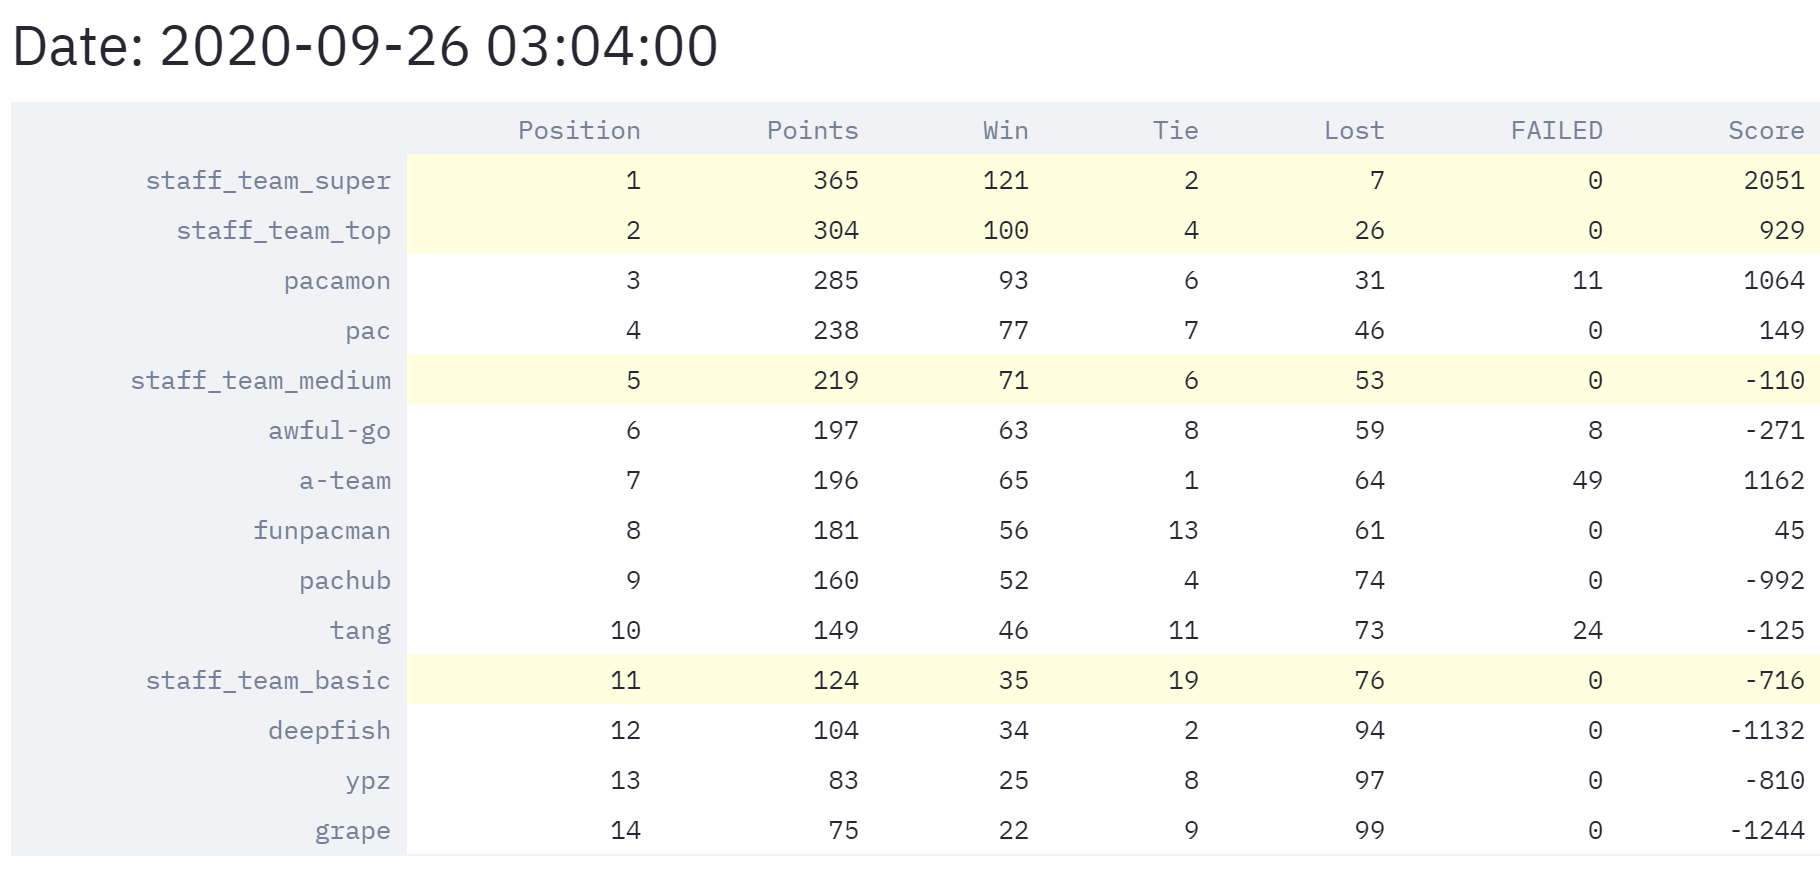 Date: 2020-09-26 03:04:00
Position Points Win Tie Lost FAILED Score
staff_team_super 1 365 121 2 7 0 2051
staff_team_top 2 304 100 4 26 0 929
pacamon 3 285 93 6 31 11 1064
pac 4 238 77 7 46 0 149
staff_team_medium 5 219 71 6 53 0 -110
awful-go 6 197 63 8 59 8 -271
a-team 7 196 65 1 64 49 1162
funpacman 8 181 56 13 61 0 45
pachub 9 160 52 4 74 0 -992
tang 10 149 46 11 73 24 -125
staff_team_basic 11 124 35 19 76 0 -716
deepfish 12 104 34 2 94 0 -1132
ypz 13 83 25 8 97 0 -810
grape 14 75 22 9 99 0 -1244